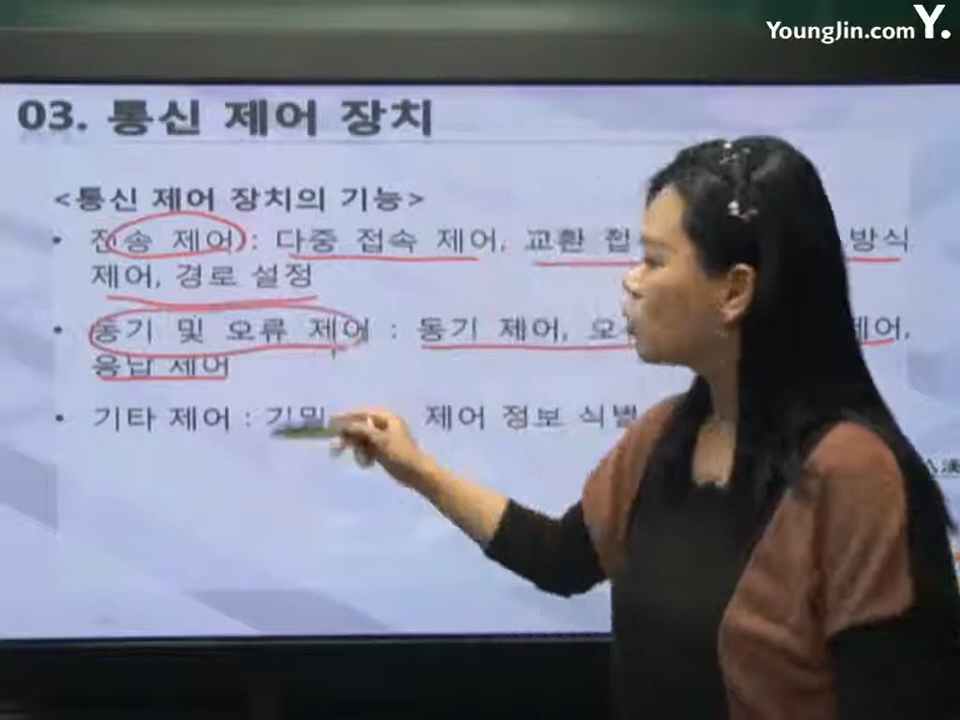 YoungJin.com Y.
03. 통신 제어 장치
<통신 제어 장치의 기능>
• 전송 제어 : 다중 접속 제어, 교환 접 방식
제어, 경로 설정
• 동기 및 오류 제어 : 동기 제어, 오 제어,
응답 제어
• 기타 제어 : 기밀 제어 정보 식별